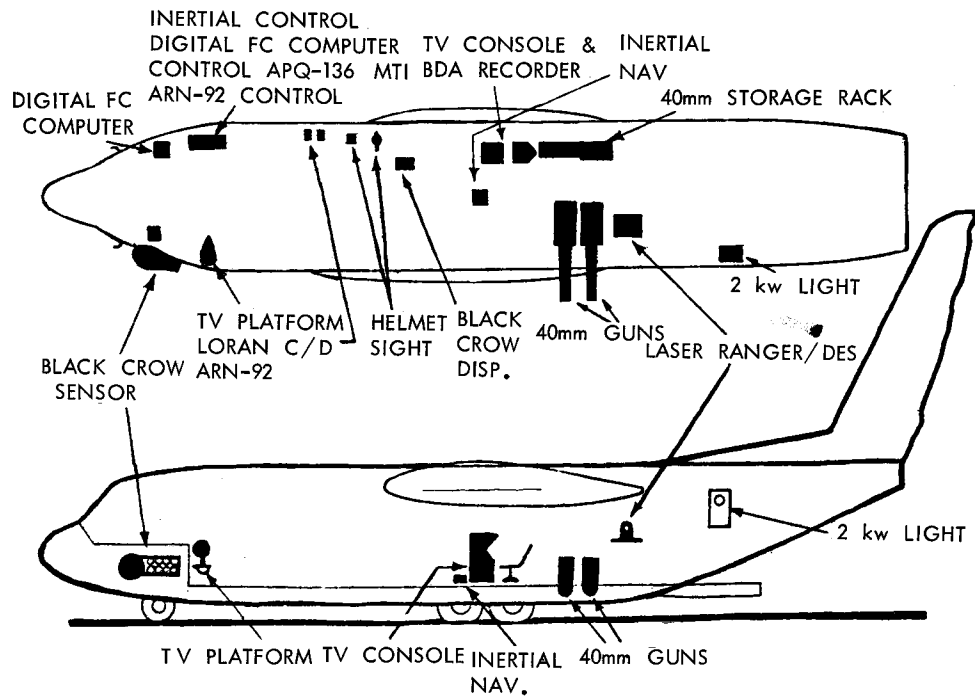 INERTIAL CONTROL
DIGITAL FC COMPUTER
CONTROL APQ-136 MTI
ARN-92 CONTROL
TV CONSOLE &
BDA RECORDER
INERTIAL
NAV
40mm STORAGE RACK
DIGITAL FC
COMPUTER
2 kw LIGHT
TV PLATFORM
LORAN C/D
ARN-92
HELMET
SIGHT
BLACK
CROW
DISP.
40mm GUNS
LASER RANGER/DES
BLACK CROW
SENSOR
2 kw LIGHT
TV PLATFORM
TV CONSOLE
INERTIAL
NAV.
40mm GUNS